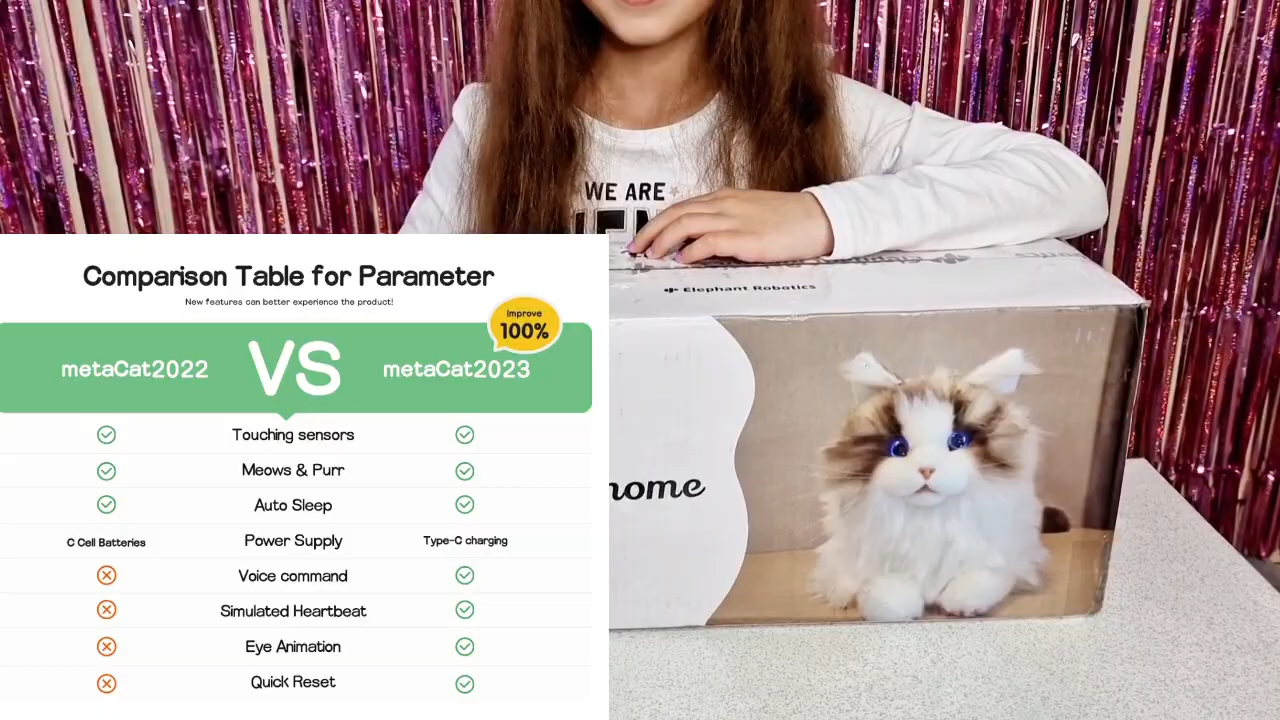 WE ARE
Elephant Robotics
home
Comparison Table for Parameter
New features can better experience the product!
Improve
100%
metaCat2022 VS metaCat2023
Touching sensors
Meows & Purr
Auto Sleep
C Cell Batteries Power Supply Type-C charging
Voice command
Simulated Heartbeat
Eye Animation
Quick Reset